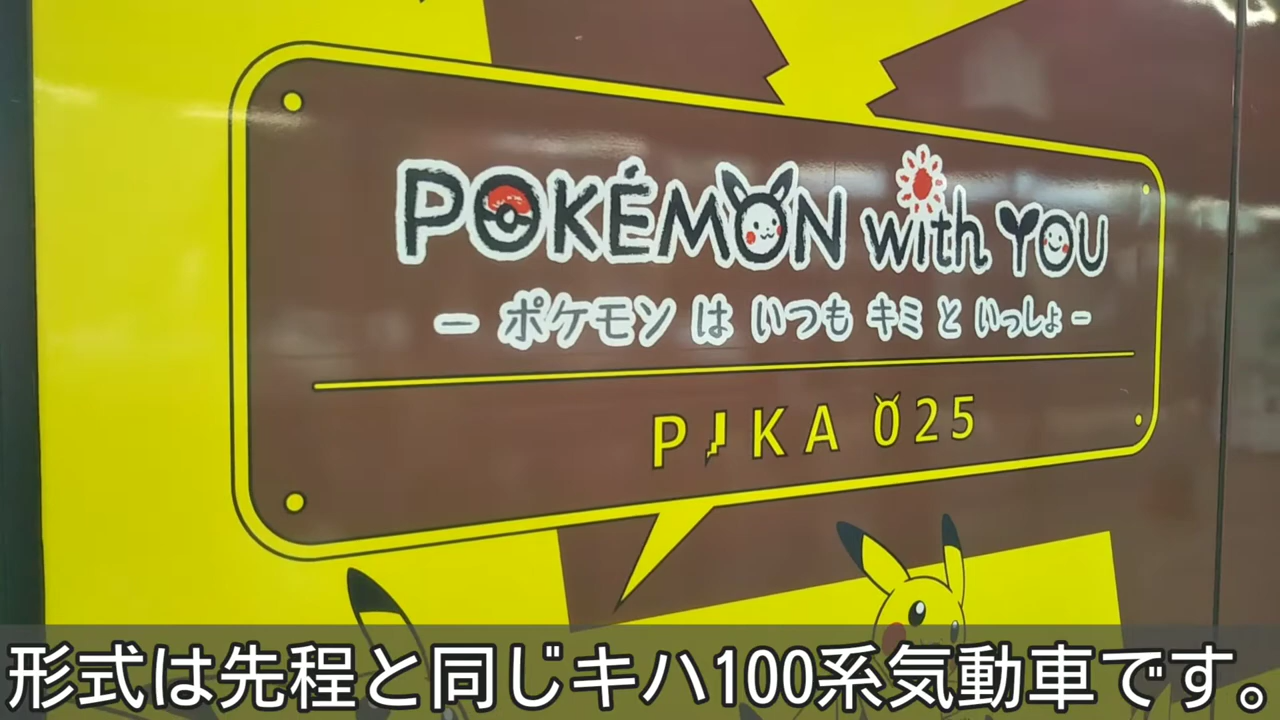 POKÉMON with YOU
- ポケモン は いつも キミ と いっしょ -
PIKA 025
形式は先程と同じキハ100系気動車です。